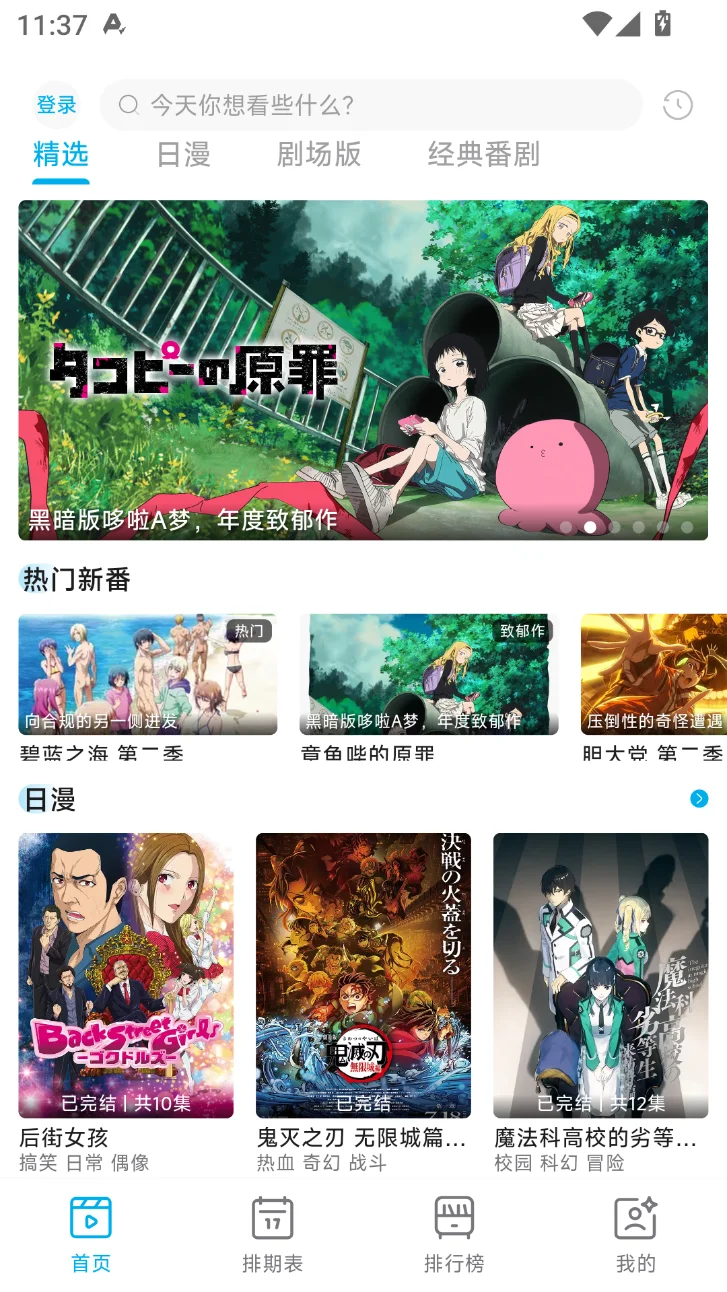 11:37
登录
今天你想看些什么?
精选 日漫 剧场版 经典番剧
タコピーの原罪
黑暗版哆啦A梦，年度致郁作
热门新番
热门
致郁作
向合规的另一侧进发
黑暗版哆啦A梦，年度致郁作
压倒性的奇怪遭遇
碧蓝之海 第二季
章鱼哔的原罪
胆大党 第二季
日漫
BackStreetGirls
-ゴクドルズ-
決戦の火蓋を切る
鬼滅の刃
無限城編
7.18
魔法科高校の
劣等生
已完结 | 共10集
已完结
已完结 | 共12集
后街女孩
鬼灭之刃 无限城篇...
魔法科高校的劣等...
搞笑 日常 偶像
热血 奇幻 战斗
校园 科幻 冒险
17
首页
排期表
排行榜
我的